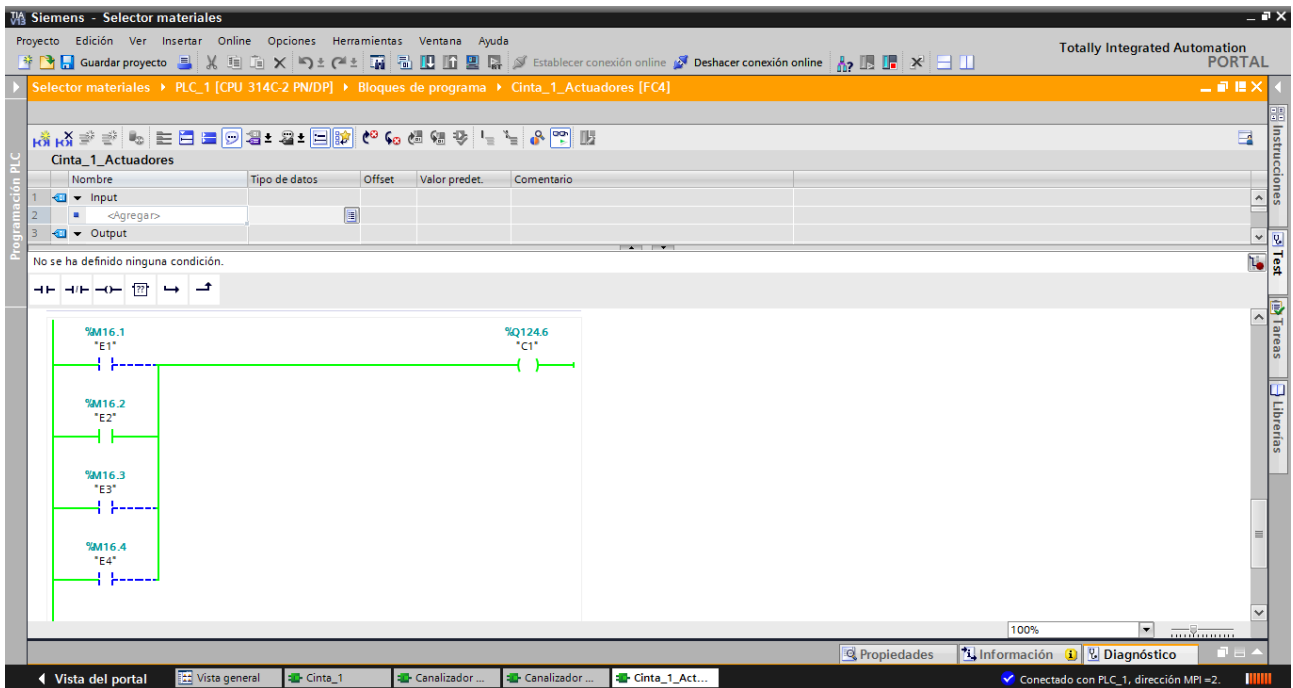 Siemens - Selector materiales
Proyecto Edición Ver Insertar Online Opciones Herramientas Ventana Ayuda
Totally Integrated Automation
PORTAL
Guardar proyecto
Establecer conexión online
Deshacer conexión online
Selector materiales PLC_1 [CPU 314C-2 PN/DP] Bloques de programa Cinta_1_Actuadores [FC4]
Programación PLC
Cinta_1_Actuadores
Nombre Tipo de datos Offset Valor predet. Comentario
1 Input
2 <Agregar>
3 Output
No se ha definido ninguna condición.
??
%M16.1
"E1"
%Q124.6
"C1"
%M16.2
"E2"
%M16.3
"E3"
%M16.4
"E4"
100%
Instrucciones
Test
Tareas
Librerías
Propiedades Información Diagnóstico
Vista del portal Vista general Cinta_1 Canalizador ... Canalizador ... Cinta_1_Act...
Conectado con PLC_1, dirección MPI =2.